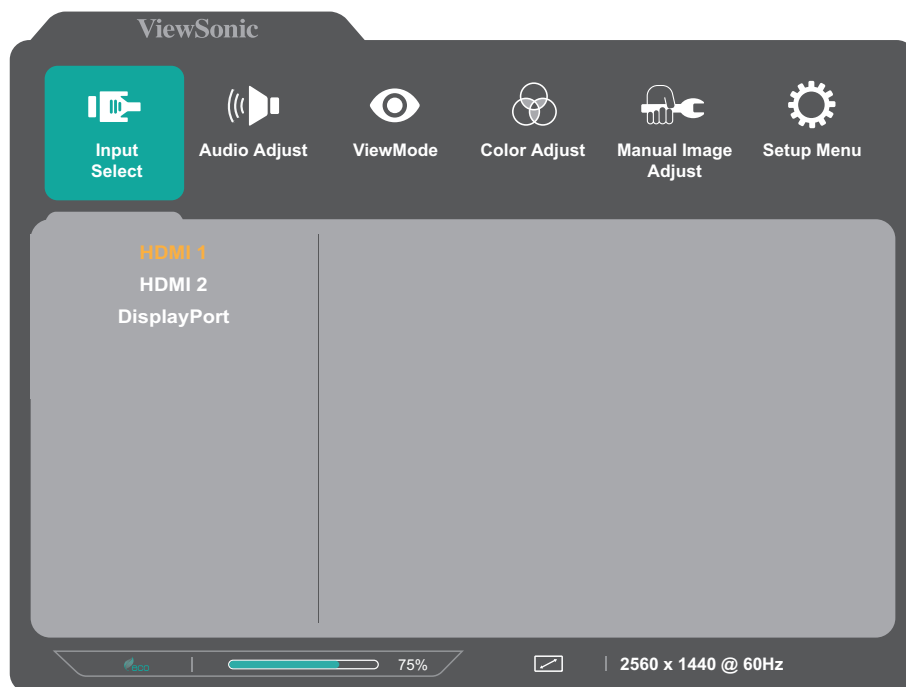 ViewSonic
Input
Select
Audio Adjust
ViewMode
Color Adjust
Manual Image
Adjust
Setup Menu
HDMI 1
HDMI 2
DisplayPort
eco
75%
2560 x 1440 @ 60Hz